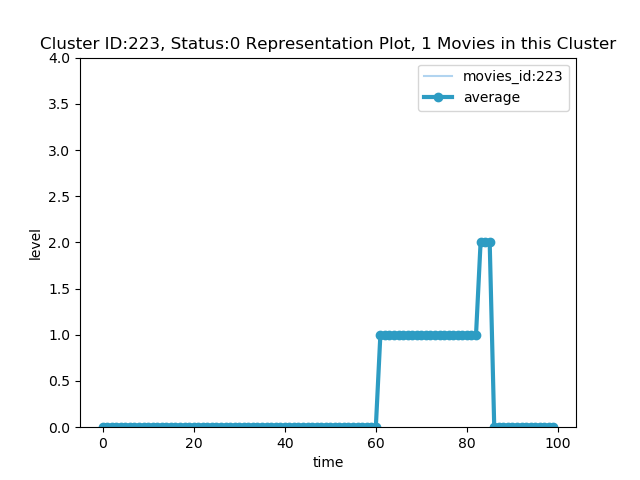 Cluster ID:223, Status:0 Representation Plot, 1 Movies in this Cluster
4.0
3.5
3.0
2.5
2.0
1.5
1.0
0.5
0.0
level
movies_id:223
average
0 20 40 60 80 100
time